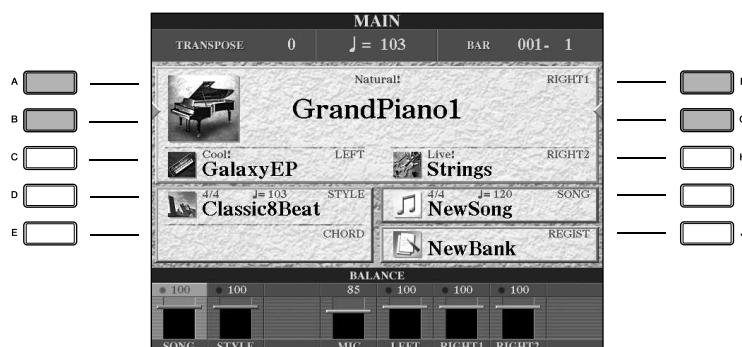 MAIN
TRANSPOSE 0 ♩= 103 BAR 001- 1
Natural! RIGHT1
GrandPiano1
Cool! LEFT Live! RIGHT2
GalaxyEP Strings
4/4 ♩= 103 STYLE 4/4 ♩= 120 SONG
Classic8Beat NewSong
CHORD REGIST
NewBank
BALANCE
100 100 85 100 100 100
SONG STYLE MIC LEFT RIGHT1 RIGHT2
A
B
C
D
E